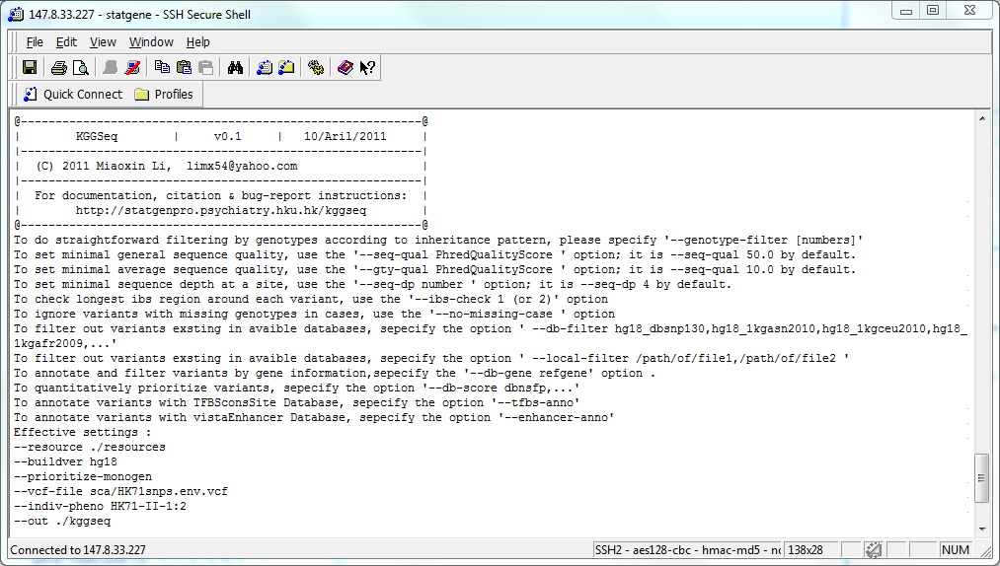 147.8.33.227 - statgene - SSH Secure Shell
File Edit View Window Help
Quick Connect Profiles
@----------------------------------------------------------@
| KGGSeq | v0.1 | 10/Aril/2011 |
|----------------------------------------------------------|
| (C) 2011 Miaoxin Li, limx54@yahoo.com |
|----------------------------------------------------------|
| For documentation, citation & bug-report instructions: |
| http://statgenpro.psychiatry.hku.hk/kggseq |
@----------------------------------------------------------@
To do straightforward filtering by genotypes according to inheritance pattern, please specify '--genotype-filter [numbers]'
To set minimal general sequence quality, use the '--seq-qual PhredQualityScore ' option; it is --seq-qual 50.0 by default.
To set minimal average sequence quality, use the '--gty-qual PhredQualityScore ' option; it is --seq-qual 10.0 by default.
To set minimal sequence depth at a site, use the '--seq-dp number ' option; it is --seq-dp 4 by default.
To check longest ibs region around each variant, use the '--ibs-check 1 (or 2)' option
To ignore variants with missing genotypes in cases, use the '--no-missing-case ' option
To filter out variants exsting in avaible databases, sepecify the option ' --db-filter hg18_dbsnp130,hg18_1kgasn2010,hg18_1kgceu2010,hg18_
1kgafr2009,...'
To filter out variants exsting in avaible databases, sepecify the option ' --local-filter /path/of/file1,/path/of/file2 '
To annotate and filter variants by gene information,sepecify the '--db-gene refgene' option .
To quantitatively prioritize variants, sepecify the option '--db-score dbnsfp,...'
To annotate variants with TFBSconsSite Database, sepecify the option '--tfbs-anno'
To annotate variants with vistaEnhancer Database, sepecify the option '--enhancer-anno'
Effective settings :
--resource ./resources
--buildver hg18
--prioritize-monogen
--vcf-file sca/HK71snps.env.vcf
--indiv-pheno HK71-II-1:2
--out ./kggseq
Connected to 147.8.33.227 SSH2 - aes128-cbc - hmac-md5 - nc 138x28 NUM